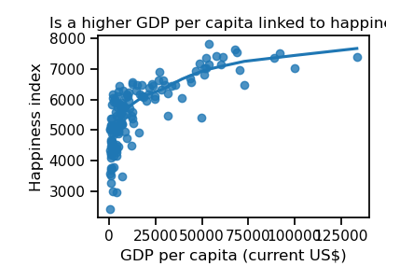 Is a higher GDP per capita linked to happine
8000
7000
6000
5000
4000
3000
Happiness index
0 25000 50000 75000 100000 125000
GDP per capita (current US$)